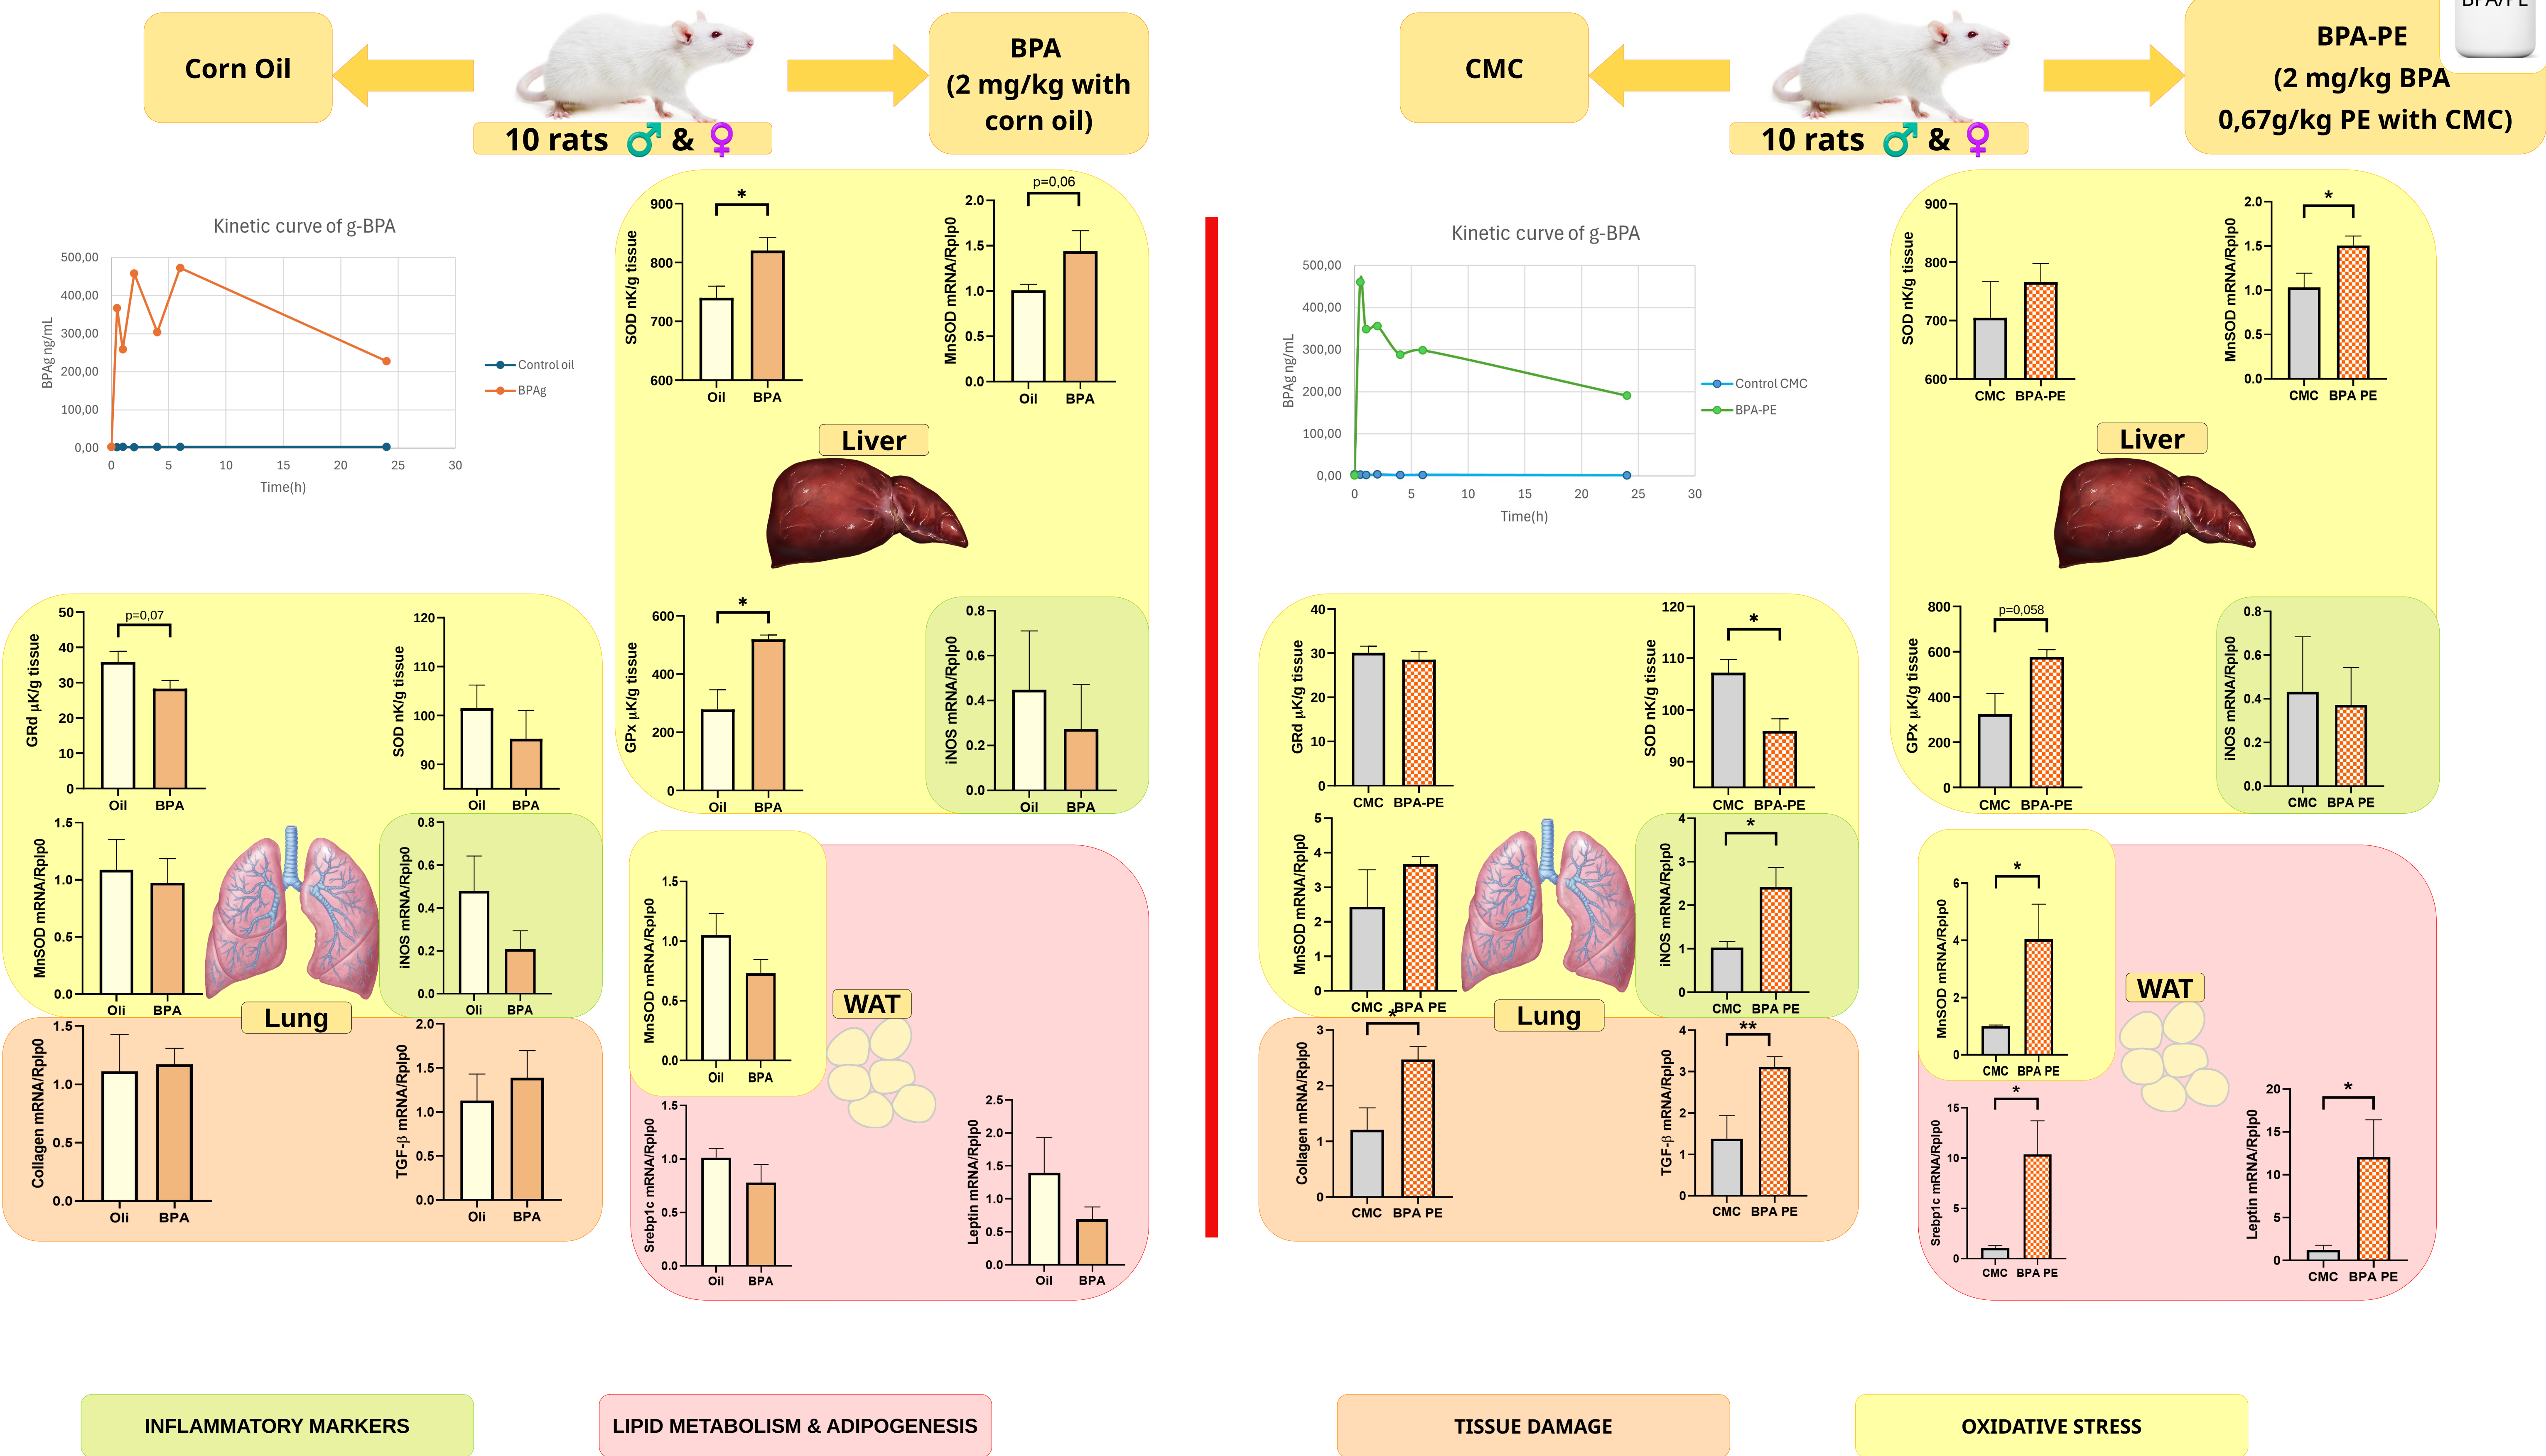 Corn Oil
10 rats ♂ & ♀
BPA
(2 mg/kg with
corn oil)
CMC
10 rats ♂ & ♀
BPA-PE
(2 mg/kg BPA
0,67g/kg PE with CMC)
BPA/PE
Kinetic curve of g-BPA
BPAg ng/mL
500,00
400,00
300,00
200,00
100,00
0,00
0 5 10 15 20 25 30
Time(h)
Control oil
BPAg
SOD nK/g tissue
900
800
700
600
*
Oil BPA
MnSOD mRNA/Rplp0
2.0
1.5
1.0
0.5
0.0
p=0,06
Oil BPA
Liver
GPx µK/g tissue
600
400
200
0
*
Oil BPA
iNOS mRNA/Rplp0
0.8
0.6
0.4
0.2
0.0
Oil BPA
GRd µK/g tissue
50
40
30
20
10
0
p=0,07
Oil BPA
SOD nK/g tissue
120
110
100
90
Oil BPA
MnSOD mRNA/Rplp0
1.5
1.0
0.5
0.0
Oli BPA
iNOS mRNA/Rplp0
0.8
0.6
0.4
0.2
0.0
Oli BPA
Lung
Collagen mRNA/Rplp0
1.5
1.0
0.5
0.0
Oli BPA
TGF-β mRNA/Rplp0
2.0
1.5
1.0
0.5
0.0
Oli BPA
MnSOD mRNA/Rplp0
1.5
1.0
0.5
0.0
Oil BPA
WAT
Srebp1c mRNA/Rplp0
1.5
1.0
0.5
0.0
Oil BPA
Leptin mRNA/Rplp0
2.5
2.0
1.5
1.0
0.5
0.0
Oil BPA
Kinetic curve of g-BPA
BPAg ng/mL
500,00
400,00
300,00
200,00
100,00
0,00
0 5 10 15 20 25 30
Time(h)
Control CMC
BPA-PE
SOD nK/g tissue
900
800
700
600
CMC BPA-PE
MnSOD mRNA/Rplp0
2.0
1.5
1.0
0.5
0.0
*
CMC BPA PE
Liver
GPx µK/g tissue
800
600
400
200
0
p=0,058
CMC BPA-PE
iNOS mRNA/Rplp0
0.8
0.6
0.4
0.2
0.0
CMC BPA PE
GRd µK/g tissue
40
30
20
10
0
CMC BPA-PE
SOD nK/g tissue
120
110
100
90
*
CMC BPA-PE
MnSOD mRNA/Rplp0
5
4
3
2
1
0
CMC BPA PE
iNOS mRNA/Rplp0
4
3
2
1
0
*
CMC BPA PE
Lung
Collagen mRNA/Rplp0
3
2
1
0
*
CMC BPA PE
TGF-β mRNA/Rplp0
4
3
2
1
0
**
CMC BPA PE
MnSOD mRNA/Rplp0
6
4
2
0
*
CMC BPA PE
WAT
Srebp1c mRNA/Rplp0
15
10
5
0
*
CMC BPA PE
Leptin mRNA/Rplp0
20
15
10
5
0
*
CMC BPA PE
INFLAMMATORY MARKERS
LIPID METABOLISM & ADIPOGENESIS
TISSUE DAMAGE
OXIDATIVE STRESS